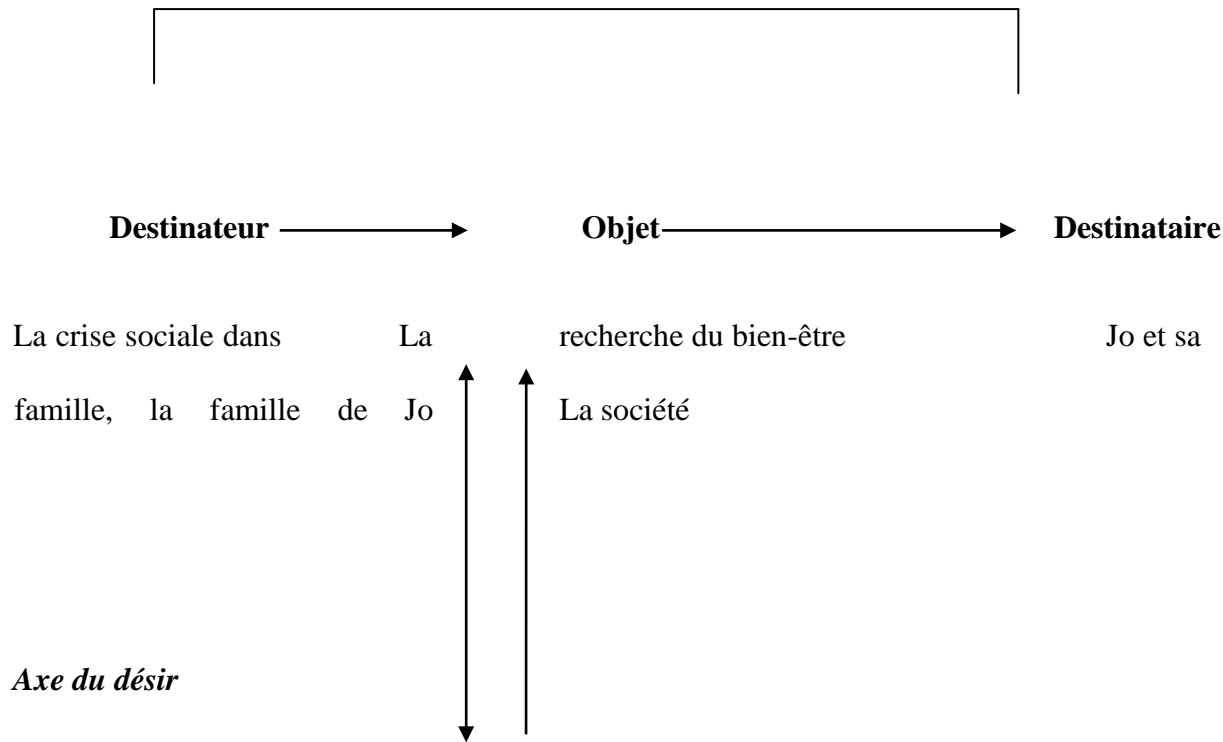 Destinateur Objet Destinataire
La crise sociale dans La recherche du bien-être Jo et sa
famille, la famille de Jo La société
Axe du désir